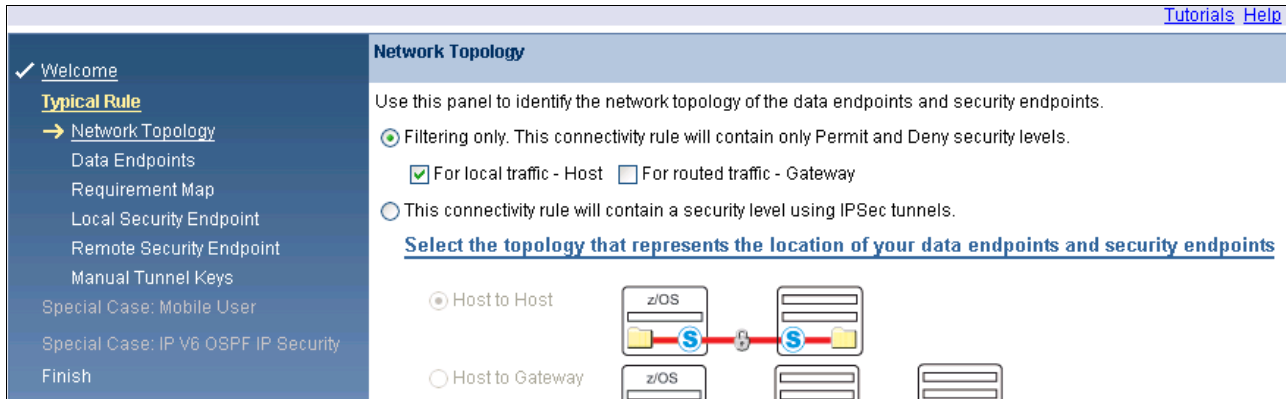 Tutorials Help
Welcome
Typical Rule
Network Topology
Data Endpoints
Requirement Map
Local Security Endpoint
Remote Security Endpoint
Manual Tunnel Keys
Special Case: Mobile User
Special Case: IP V6 OSPF IP Security
Finish
Network Topology
Use this panel to identify the network topology of the data endpoints and security endpoints.
Filtering only. This connectivity rule will contain only Permit and Deny security levels.
For local traffic - Host For routed traffic - Gateway
This connectivity rule will contain a security level using IPSec tunnels.
Select the topology that represents the location of your data endpoints and security endpoints
Host to Host
z/OS
S S
Host to Gateway
z/OS